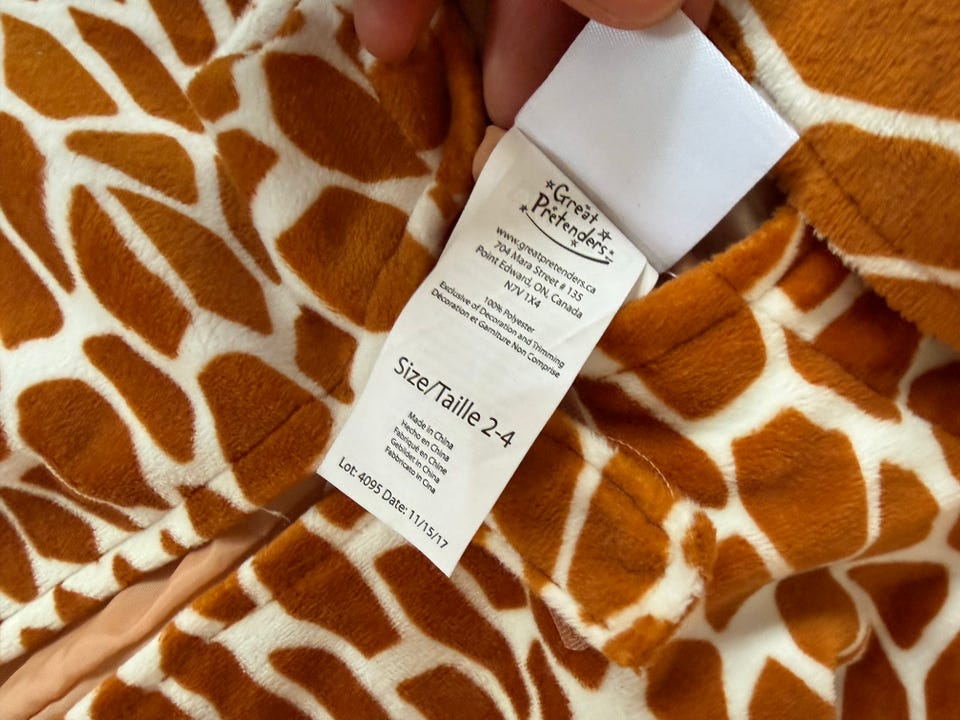 Great
Pretenders
www.greatpretenders.ca
704 Mara Street # 135
Point Edward, ON, Canada
N7V 1X4
100% Polyester
Exclusive of Decoration and Trimming
Décoration et Garniture Non Comprise
Size/Taille 2-4
Made in China
Hecho en China
Fabriqué en Chine
Gebildet in China
Fabbricato in Cina
Lot: 4095 Date: 11/15/17